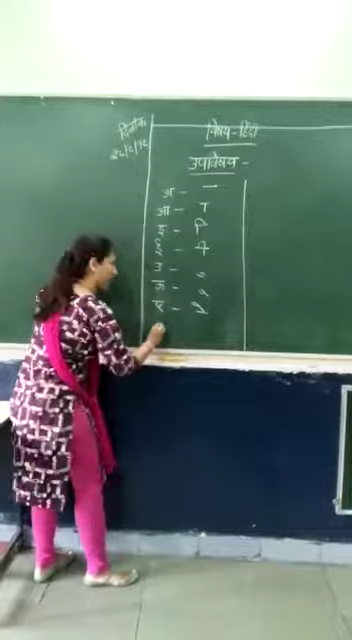 दिनांक
विषय - हिंदी
उपविषय -
अ - —
आ - ा
इ - ि
ई - ी
उ - ु
ऊ - ू
ए - े